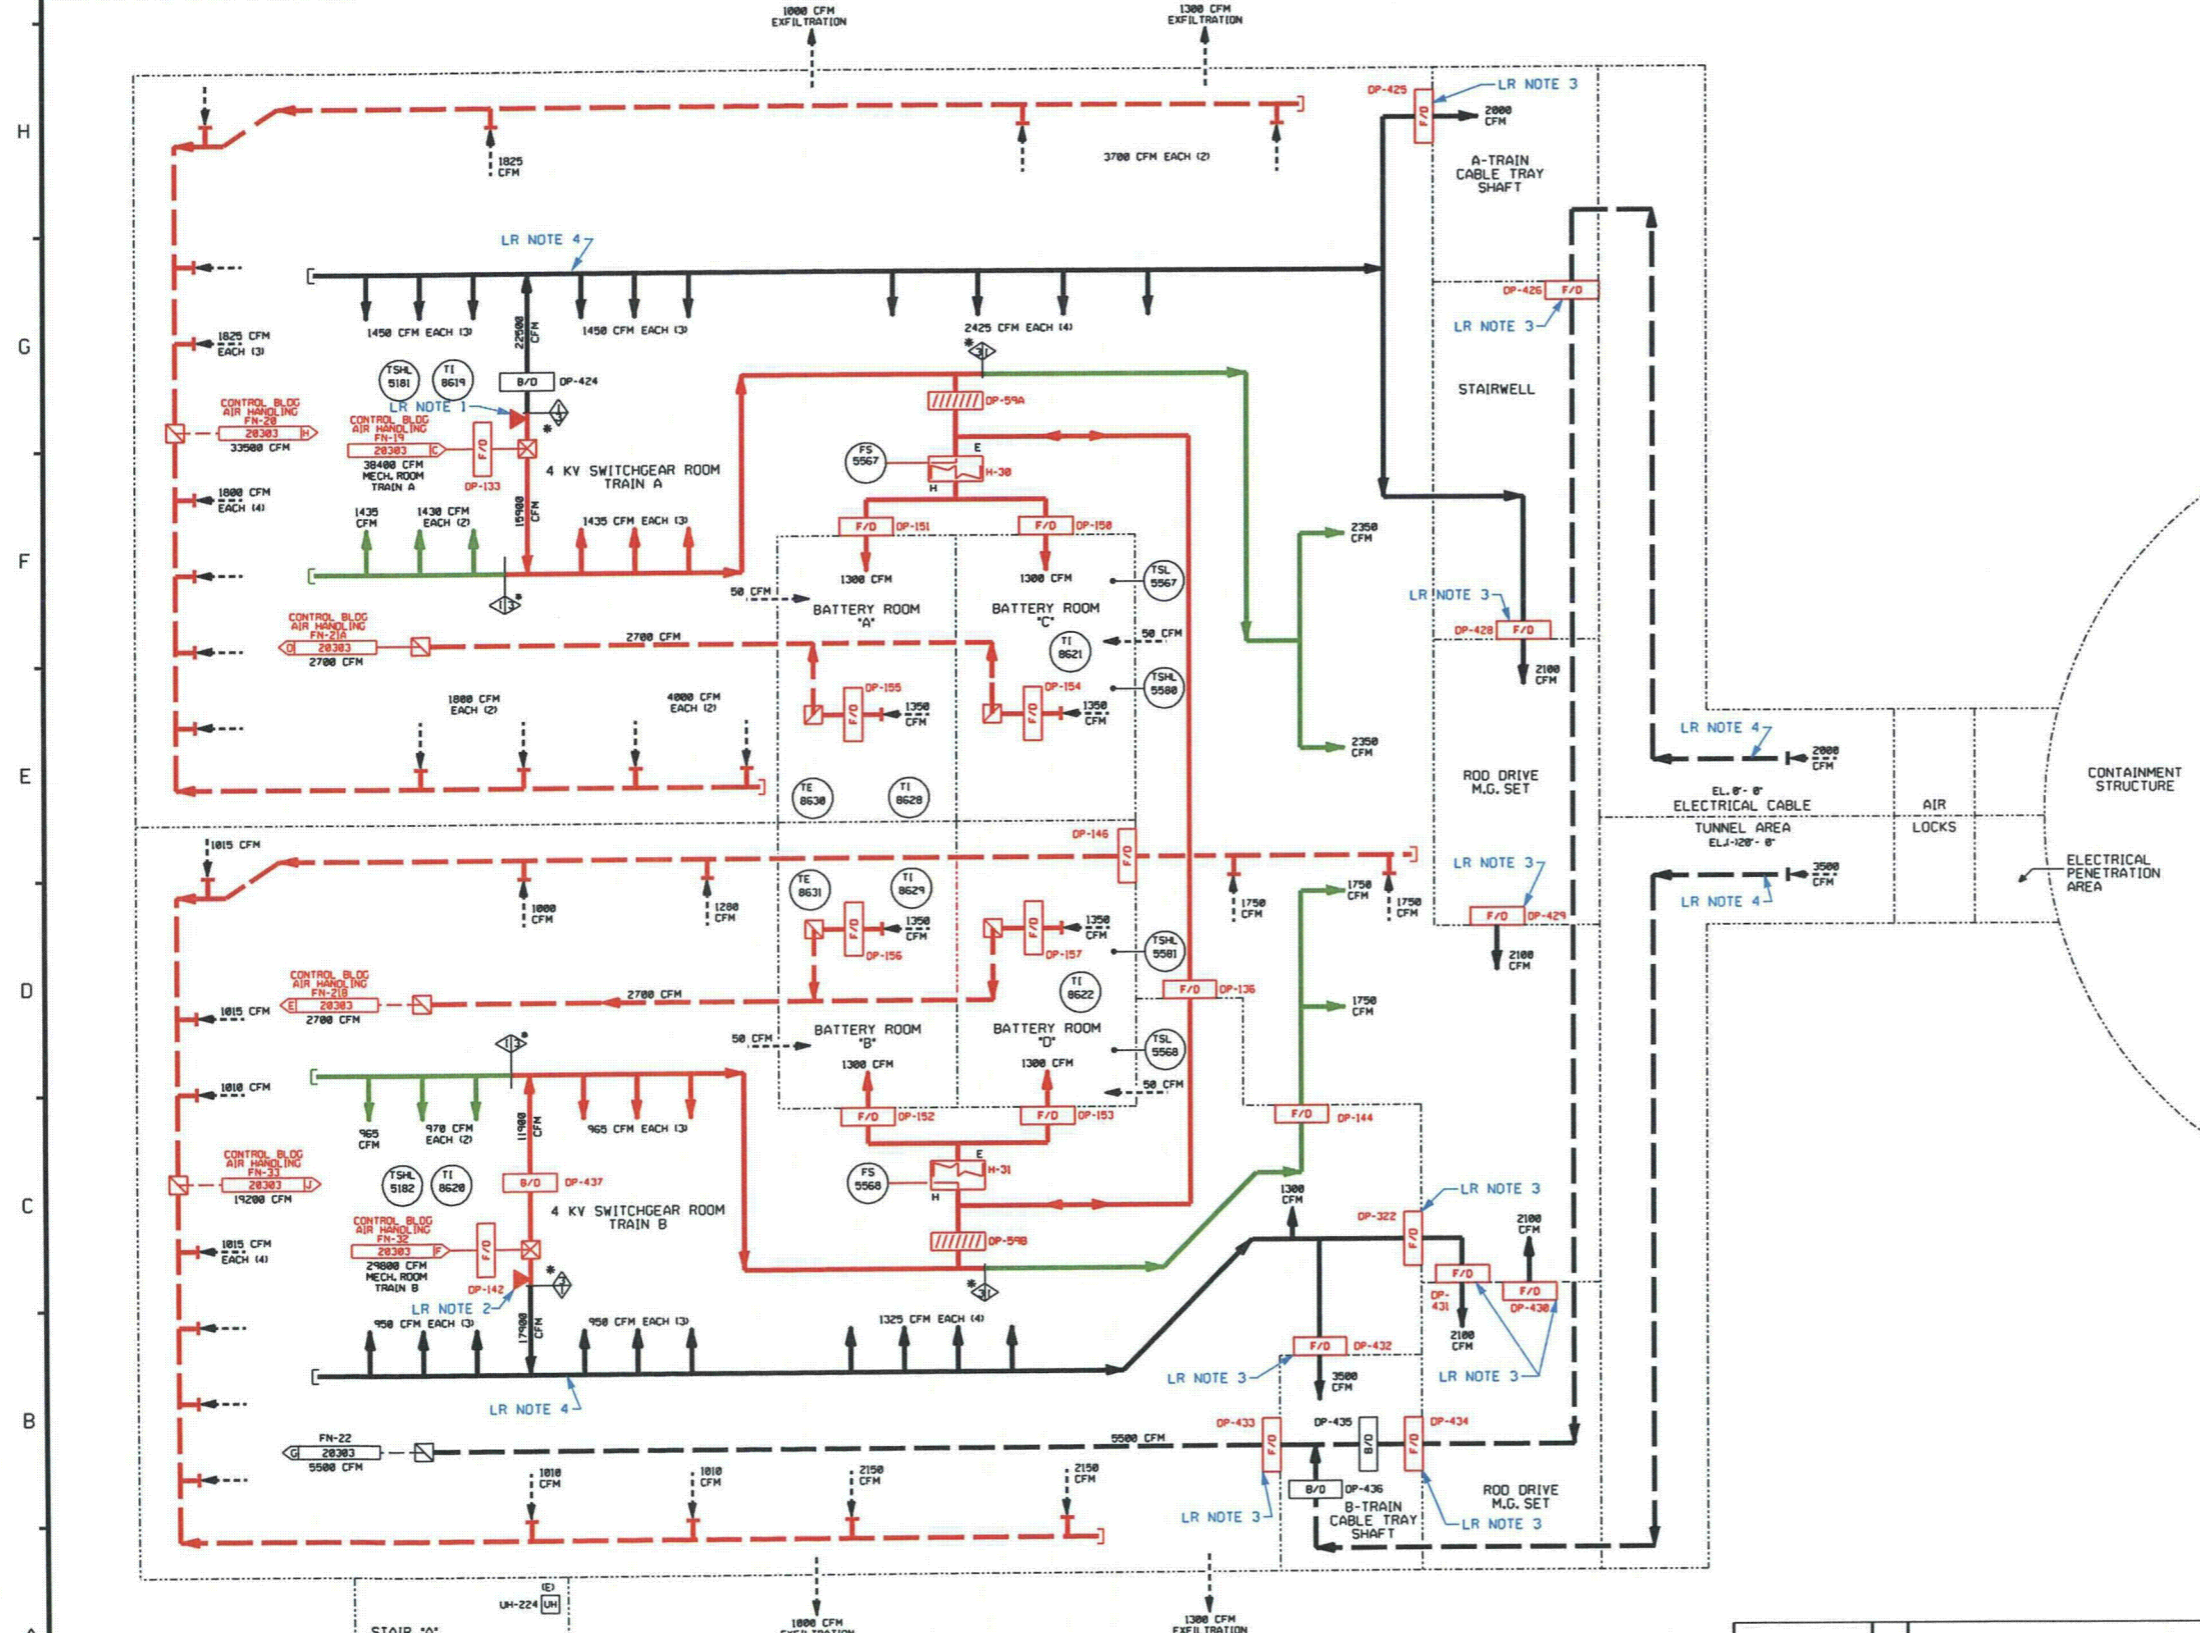 1000 CFM
EXFILTRATION
1300 CFM
EXFILTRATION
H
1825
CFM
3700 CFM EACH (2)
DP-425
F/D
LR NOTE 3
2000
CFM
A-TRAIN
CABLE TRAY
SHAFT
LR NOTE 4
G
1825 CFM
EACH (3)
1450 CFM EACH (3)
22500
CFM
1450 CFM EACH (3)
2425 CFM EACH (4)
*
31
DP-426
F/D
LR NOTE 3
STAIRWELL
TSHL
5181
TI
8619
B/D
DP-424
LR NOTE 1
*
CONTROL BLDG
AIR HANDLING
FN-20
20303
H
33500 CFM
CONTROL BLDG
AIR HANDLING
FN-19
20303
C
38400 CFM
MECH. ROOM
TRAIN A
F/D
DP-133
DP-59A
FS
5567
E
H-30
H
4 KV SWITCHGEAR ROOM
TRAIN A
1800 CFM
EACH (4)
F
1435
CFM
1430 CFM
EACH (2)
15900
CFM
1435 CFM EACH (3)
F/D
DP-151
F/D
DP-150
1300 CFM
1300 CFM
2350
CFM
13
*
50 CFM
BATTERY ROOM
"A"
BATTERY ROOM
"C"
TSL
5567
LR NOTE 3
DP-428
F/D
2100
CFM
CONTROL BLDG
AIR HANDLING
FN-21A
D
20303
2700 CFM
2700 CFM
50 CFM
TI
8621
TSHL
5580
DP-155
F/D
1350
CFM
DP-154
F/D
1350
CFM
1800 CFM
EACH (2)
4000 CFM
EACH (2)
2350
CFM
E
TE
8630
TI
8628
ROD DRIVE
M.G. SET
LR NOTE 4
2000
CFM
EL. 0'- 0"
ELECTRICAL CABLE
TUNNEL AREA
EL.(-)20'- 0"
AIR
LOCKS
CONTAINMENT
STRUCTURE
ELECTRICAL
PENETRATION
AREA
3500
CFM
LR NOTE 4
1015 CFM
DP-146
F/D
1000
CFM
1280
CFM
TE
8631
TI
8629
1750
CFM
1750
CFM
1750
CFM
LR NOTE 3
F/D
DP-429
2100
CFM
F/D
1350
CFM
DP-156
F/D
1350
CFM
DP-157
TSHL
5581
D
CONTROL BLDG
AIR HANDLING
FN-21B
E
20303
2700 CFM
2700 CFM
TI
8622
F/D
DP-136
1750
CFM
1015 CFM
13
*
50 CFM
BATTERY ROOM
"B"
BATTERY ROOM
"D"
TSL
5568
1300 CFM
1300 CFM
50 CFM
1010 CFM
965
CFM
970 CFM
EACH (2)
11900
CFM
965 CFM EACH (3)
F/D
DP-152
F/D
DP-153
F/D
DP-144
C
CONTROL BLDG
AIR HANDLING
FN-33
20303
J
19200 CFM
TSHL
5182
TI
8620
B/D
DP-437
FS
5568
E
H-31
H
4 KV SWITCHGEAR ROOM
TRAIN B
CONTROL BLDG
AIR HANDLING
FN-32
20303
F
29800 CFM
MECH. ROOM
TRAIN B
F/D
DP-142
LR NOTE 2
*
DP-59B
*
31
1015 CFM
EACH (4)
1300
CFM
DP-322
F/D
LR NOTE 3
2100
CFM
F/D
DP-
431
F/D
DP-430
2100
CFM
950 CFM EACH (3)
17900
CFM
950 CFM EACH (3)
1325 CFM EACH (4)
F/D
DP-432
LR NOTE 3
3500
CFM
LR NOTE 3
B
LR NOTE 4
FN-22
G
20303
5500 CFM
5500 CFM
DP-433
F/D
DP-435
B/D
DP-434
F/D
B/D
DP-436
B-TRAIN
CABLE TRAY
SHAFT
ROD DRIVE
M.G. SET
LR NOTE 3
LR NOTE 3
1010
CFM
1010
CFM
2150
CFM
2150
CFM
(E)
UH-224
UH
STAIR "A"
1000 CFM
EXFILTRATION
1300 CFM
EXFILTRATION